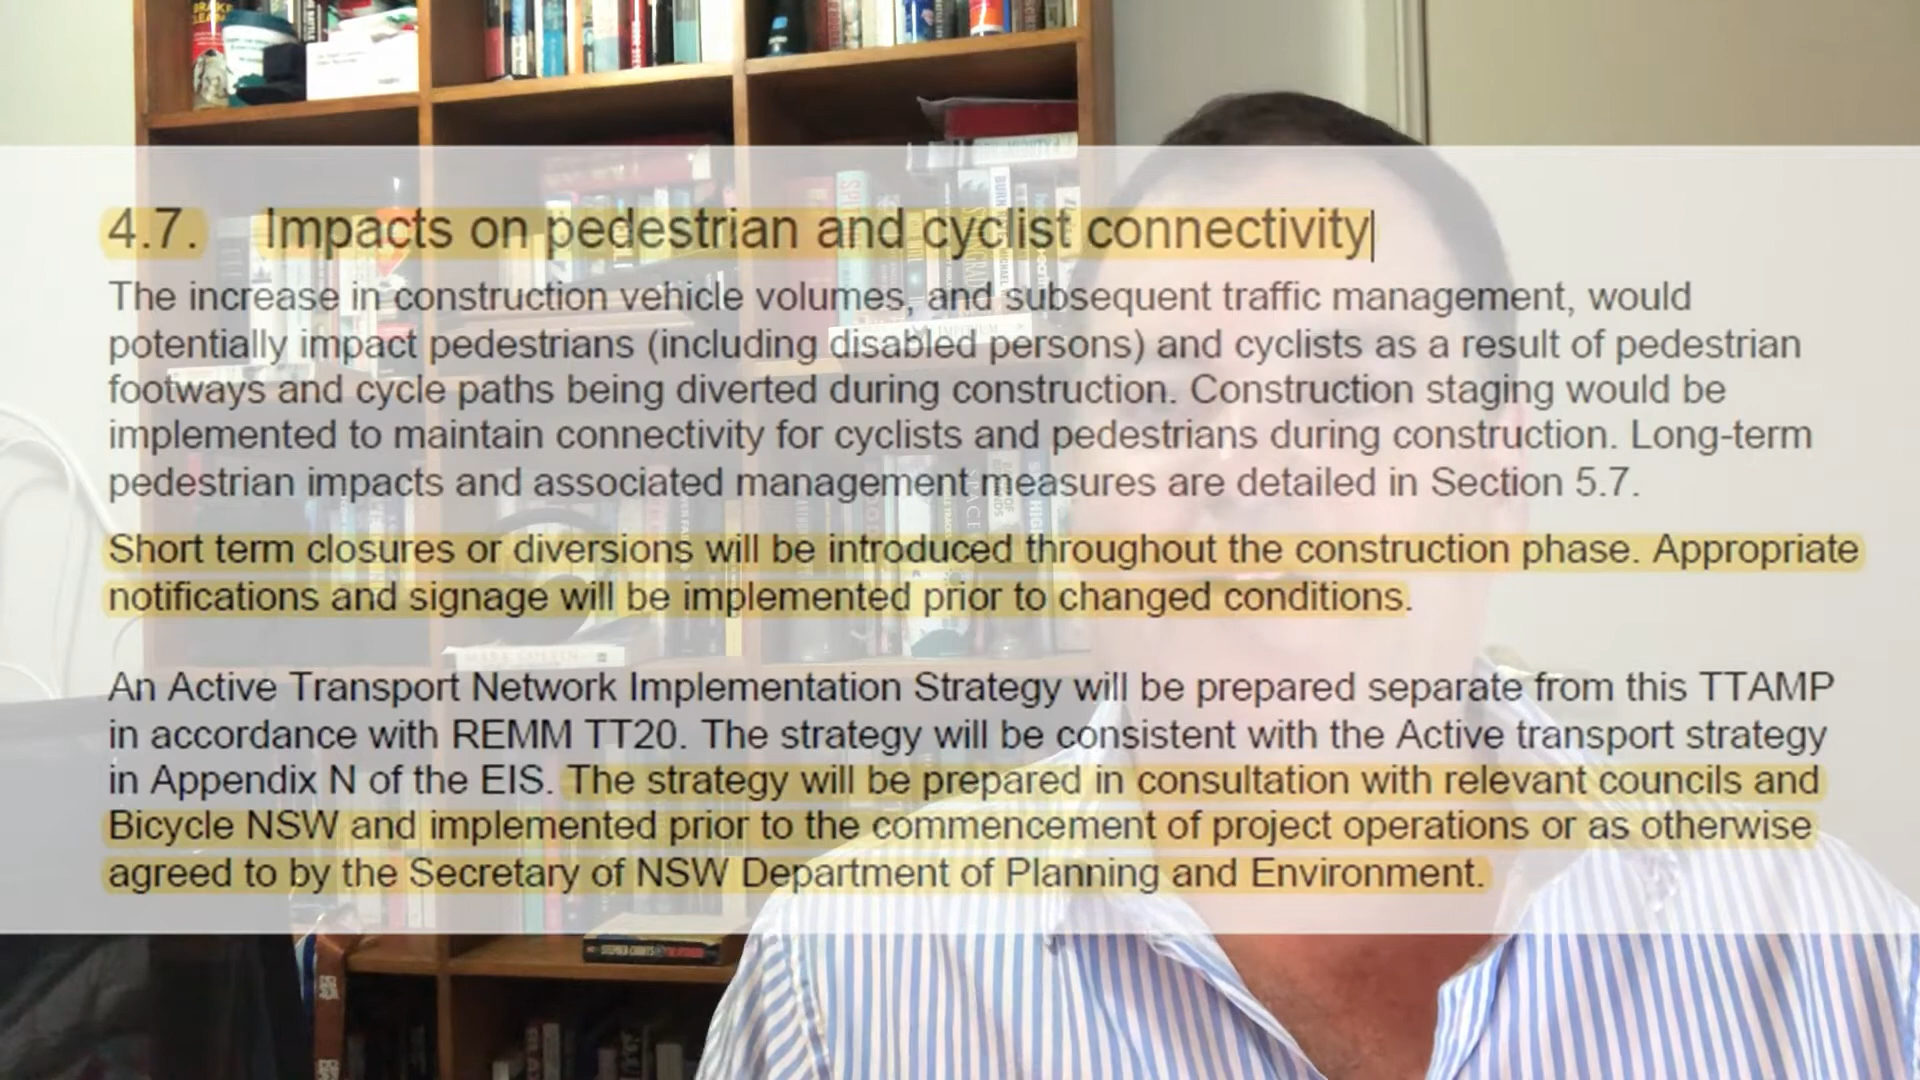 4.7. Impacts on pedestrian and cyclist connectivity
The increase in construction vehicle volumes, and subsequent traffic management, would
potentially impact pedestrians (including disabled persons) and cyclists as a result of pedestrian
footways and cycle paths being diverted during construction. Construction staging would be
implemented to maintain connectivity for cyclists and pedestrians during construction. Long-term
pedestrian impacts and associated management measures are detailed in Section 5.7.
Short term closures or diversions will be introduced throughout the construction phase. Appropriate
notifications and signage will be implemented prior to changed conditions.
An Active Transport Network Implementation Strategy will be prepared separate from this TTAMP
in accordance with REMM TT20. The strategy will be consistent with the Active transport strategy
in Appendix N of the EIS. The strategy will be prepared in consultation with relevant councils and
Bicycle NSW and implemented prior to the commencement of project operations or as otherwise
agreed to by the Secretary of NSW Department of Planning and Environment.